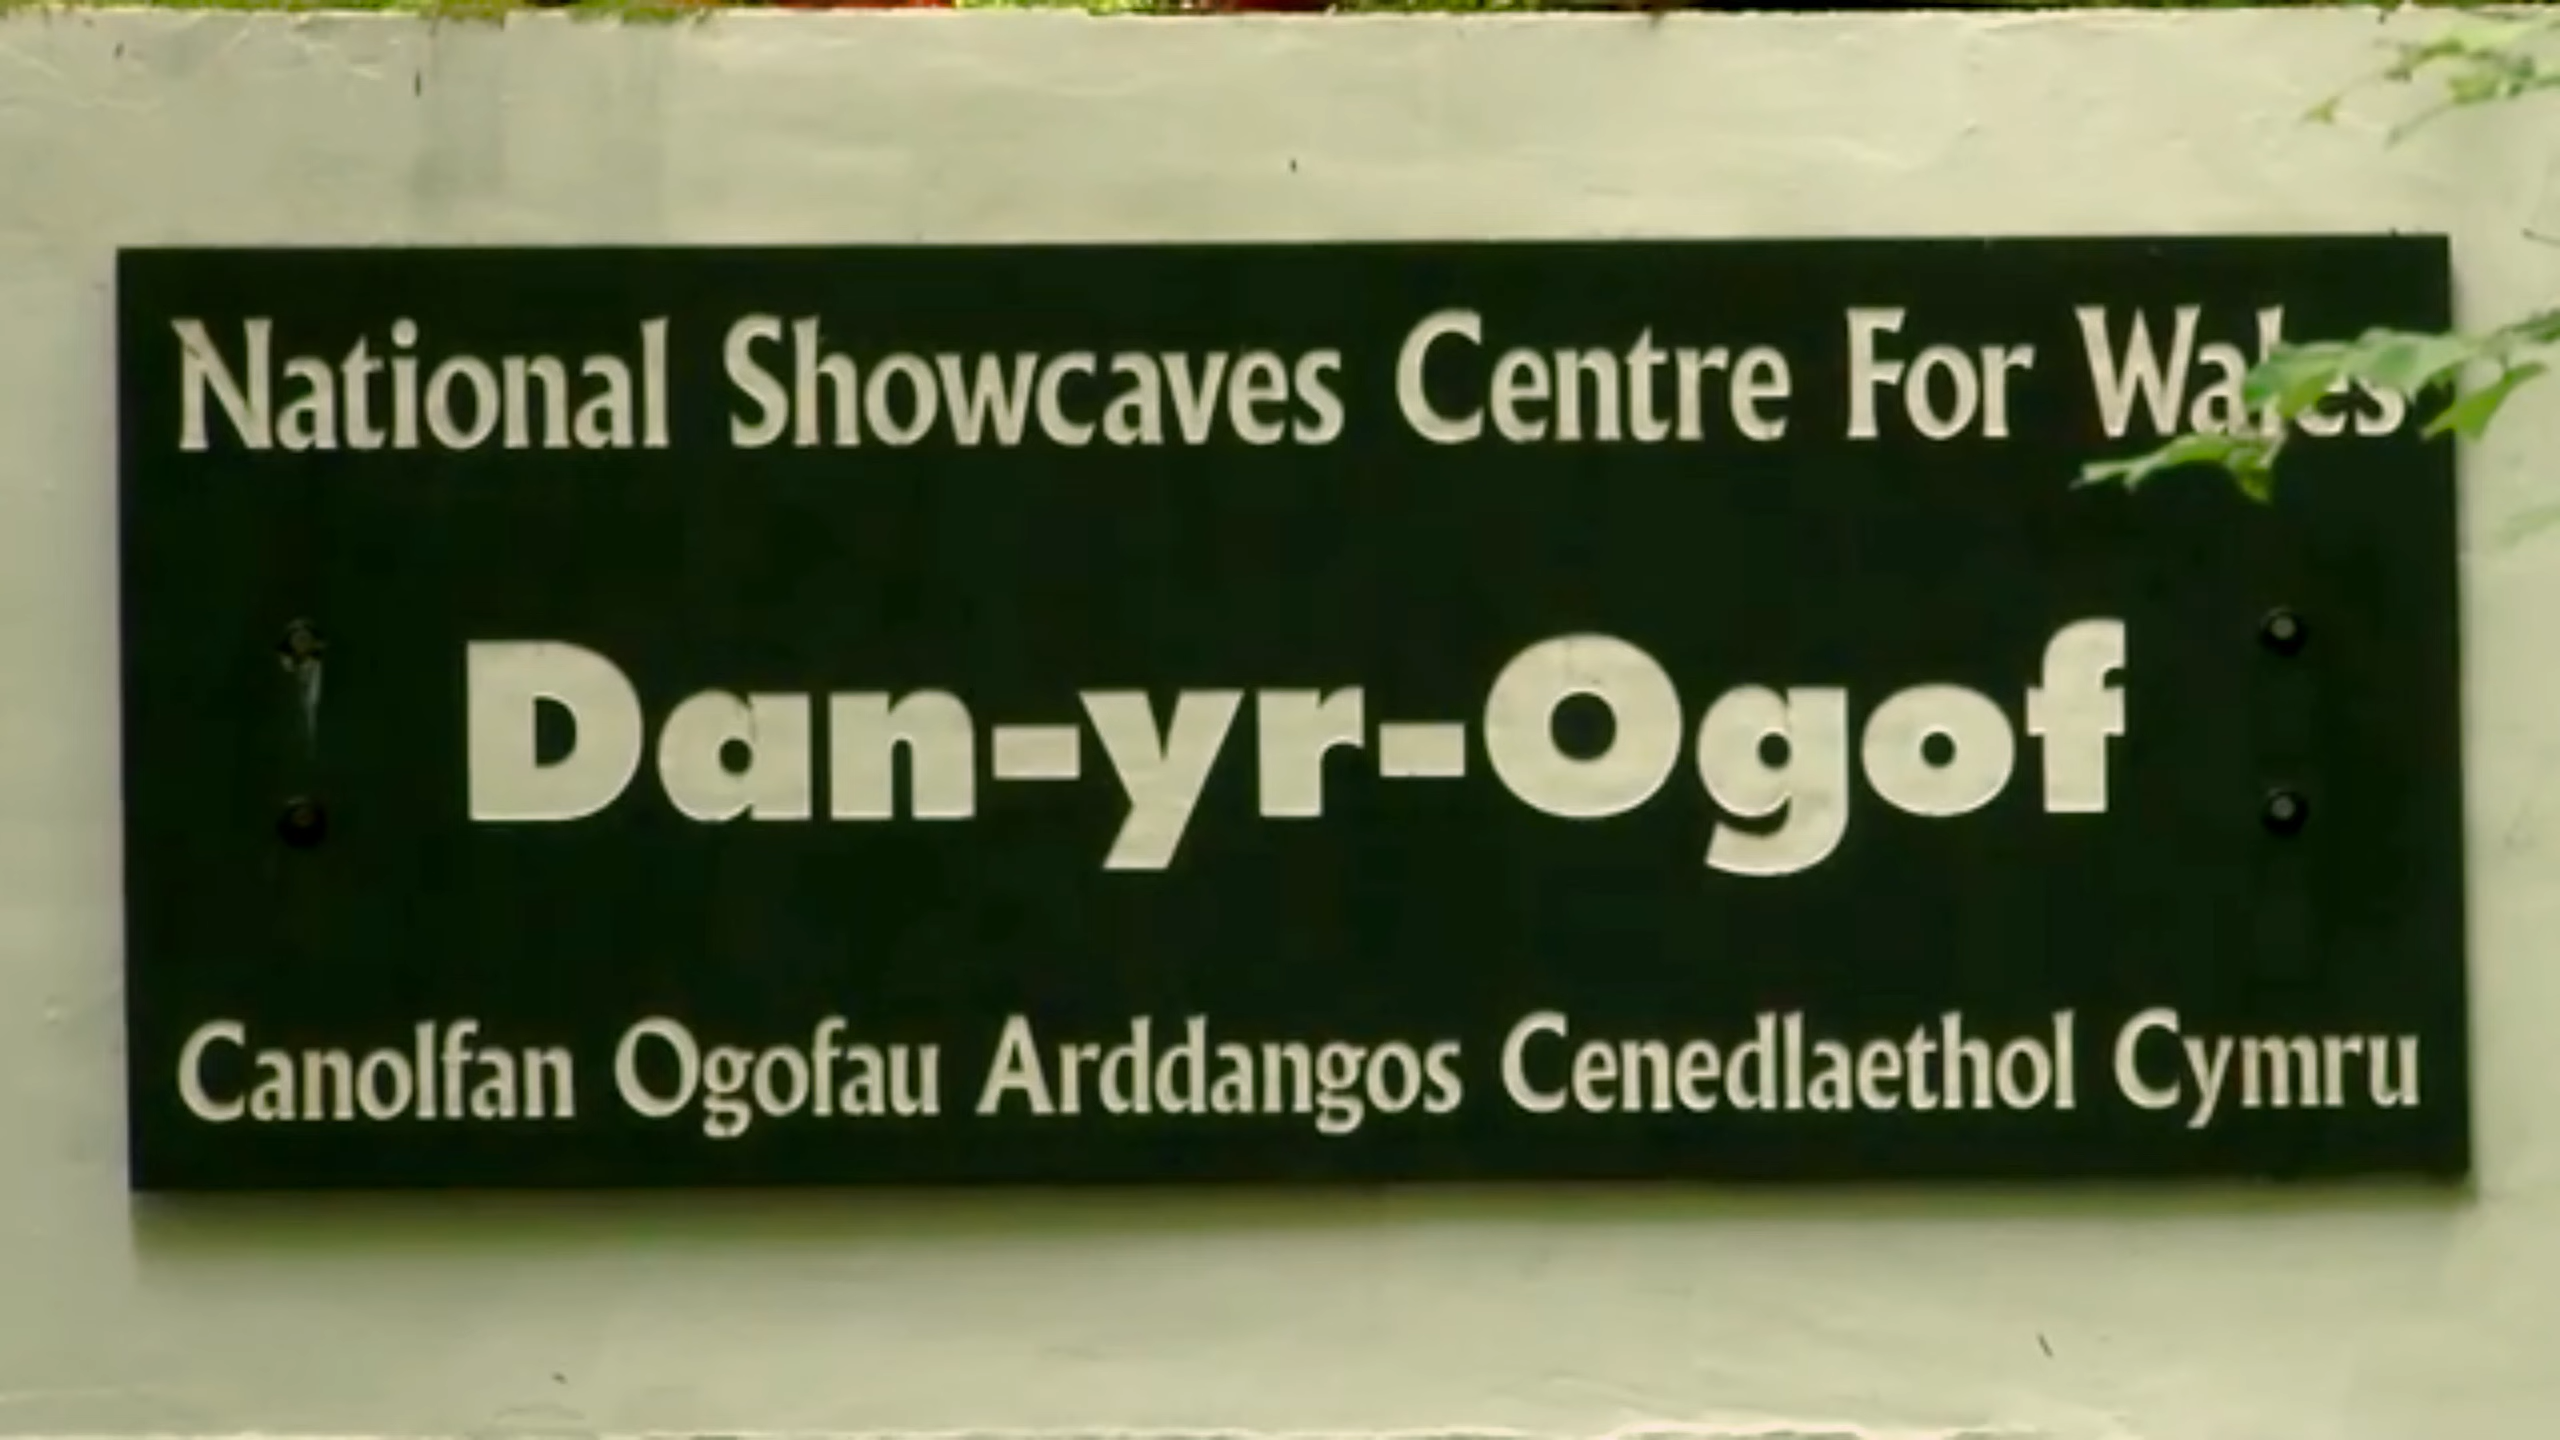 National Showcaves Centre For Wales
Dan-yr-Ogof
Canolfan Ogofau Arddangos Cenedlaethol Cymru